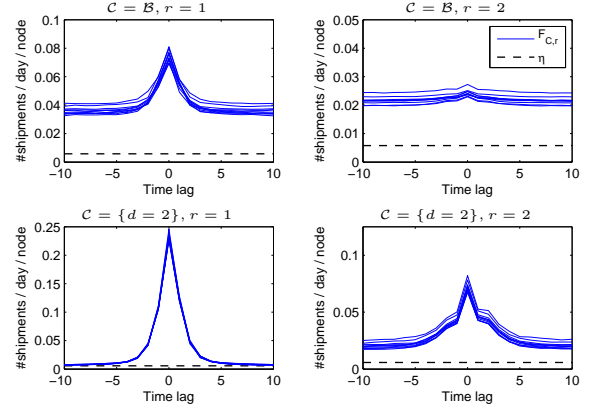 C = B, r = 1
C = B, r = 2
#shipments / day / node
0.1
0.08
0.06
0.04
0.02
0
−10 −5 0 5 10
Time lag
#shipments / day / node
0.05
0.04
0.03
0.02
0.01
0
−10 −5 0 5 10
Time lag
F_{C,r}
η
C = {d = 2}, r = 1
C = {d = 2}, r = 2
#shipments / day / node
0.25
0.2
0.15
0.1
0.05
0
−10 −5 0 5 10
Time lag
#shipments / day / node
0.1
0.05
0
−10 −5 0 5 10
Time lag